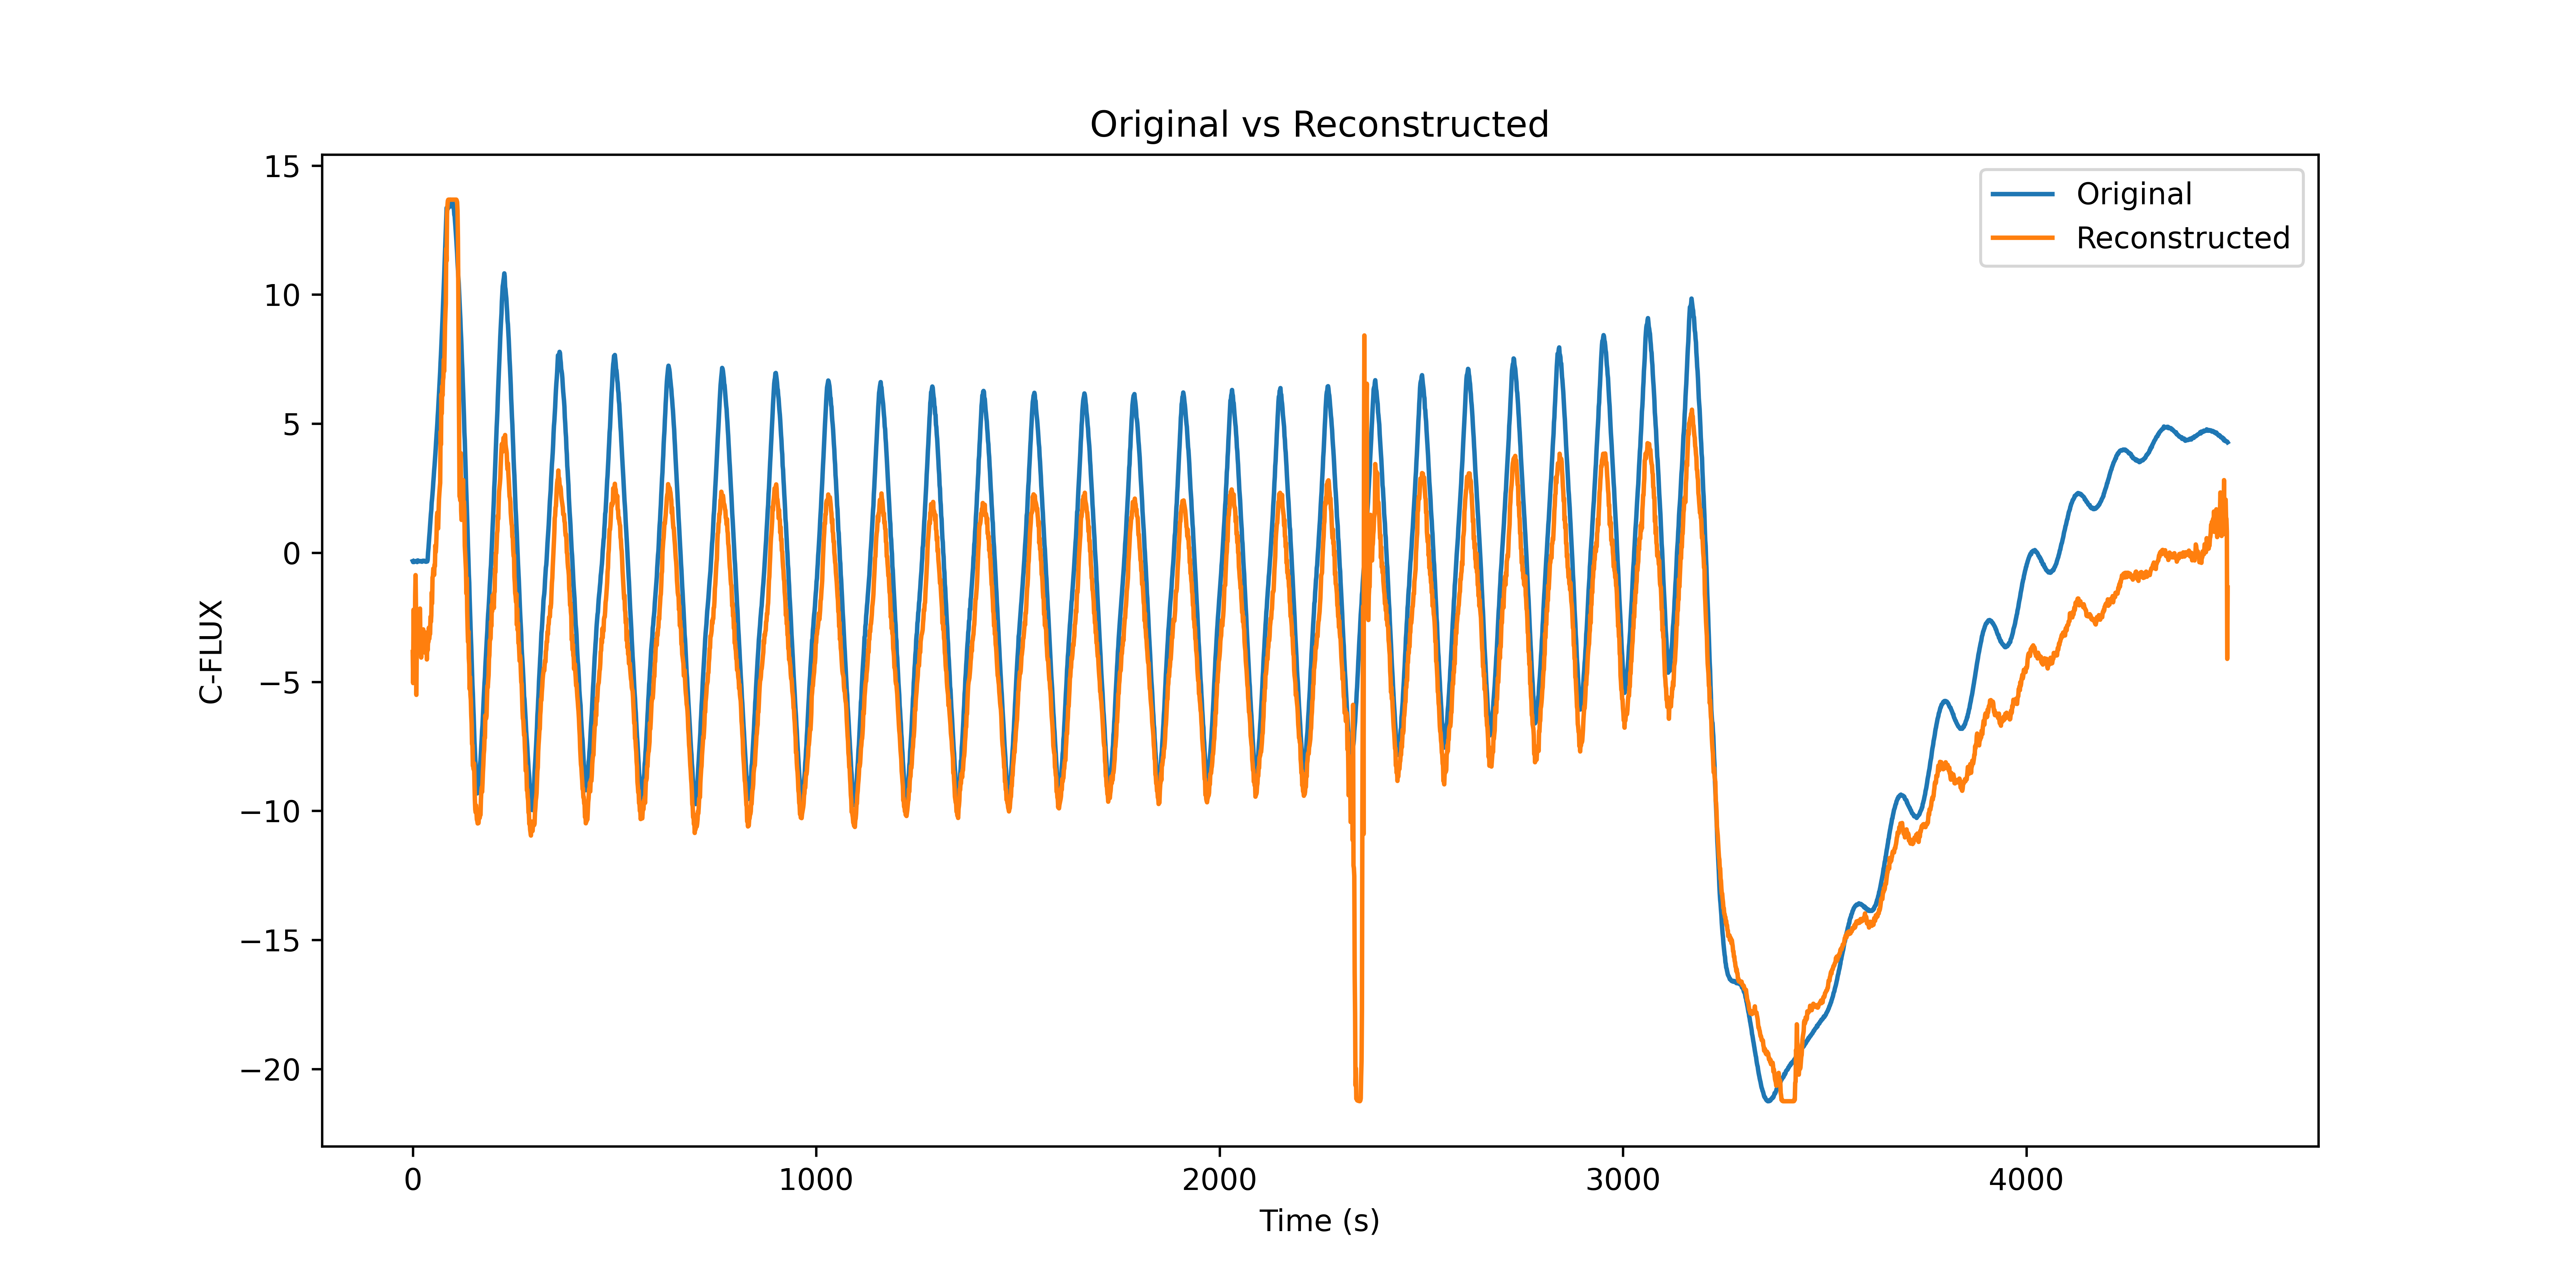 Original vs Reconstructed
15
10
5
0
−5
−10
−15
−20
C-FLUX
Original
Reconstructed
0
1000
2000
3000
4000
Time (s)